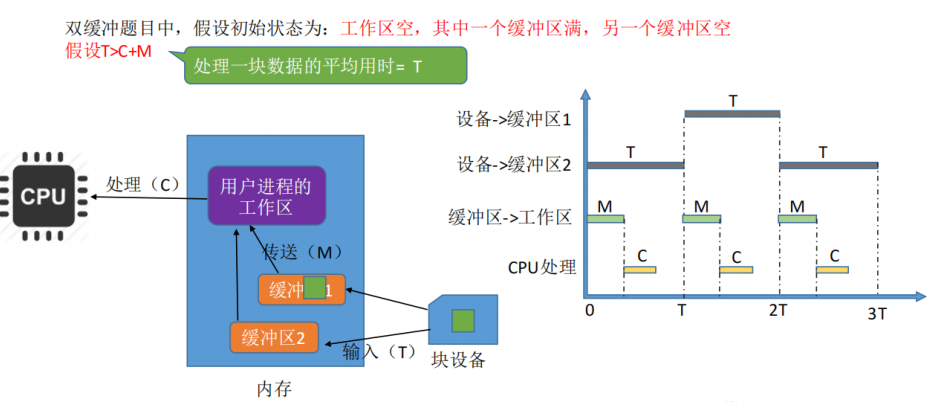 双缓冲题目中，假设初始状态为：工作区空，其中一个缓冲区满，另一个缓冲区空
假设T>C+M
处理一块数据的平均用时= T
CPU
处理（C）
用户进程的
工作区
传送（M）
缓冲 1
缓冲区2
输入（T）
块设备
内存
设备->缓冲区1
T
设备->缓冲区2
T
T
缓冲区->工作区
M
M
M
CPU处理
C
C
C
0
T
2T
3T